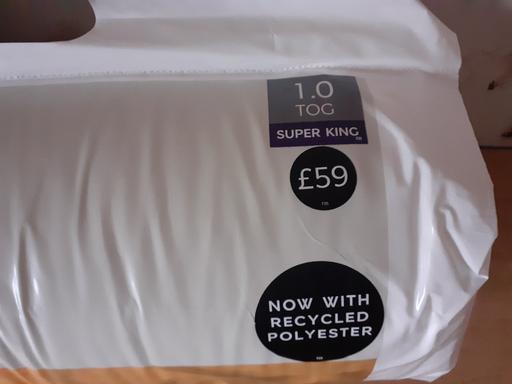 1.0
TOG
SUPER KING
£59
NOW WITH
RECYCLED
POLYESTER